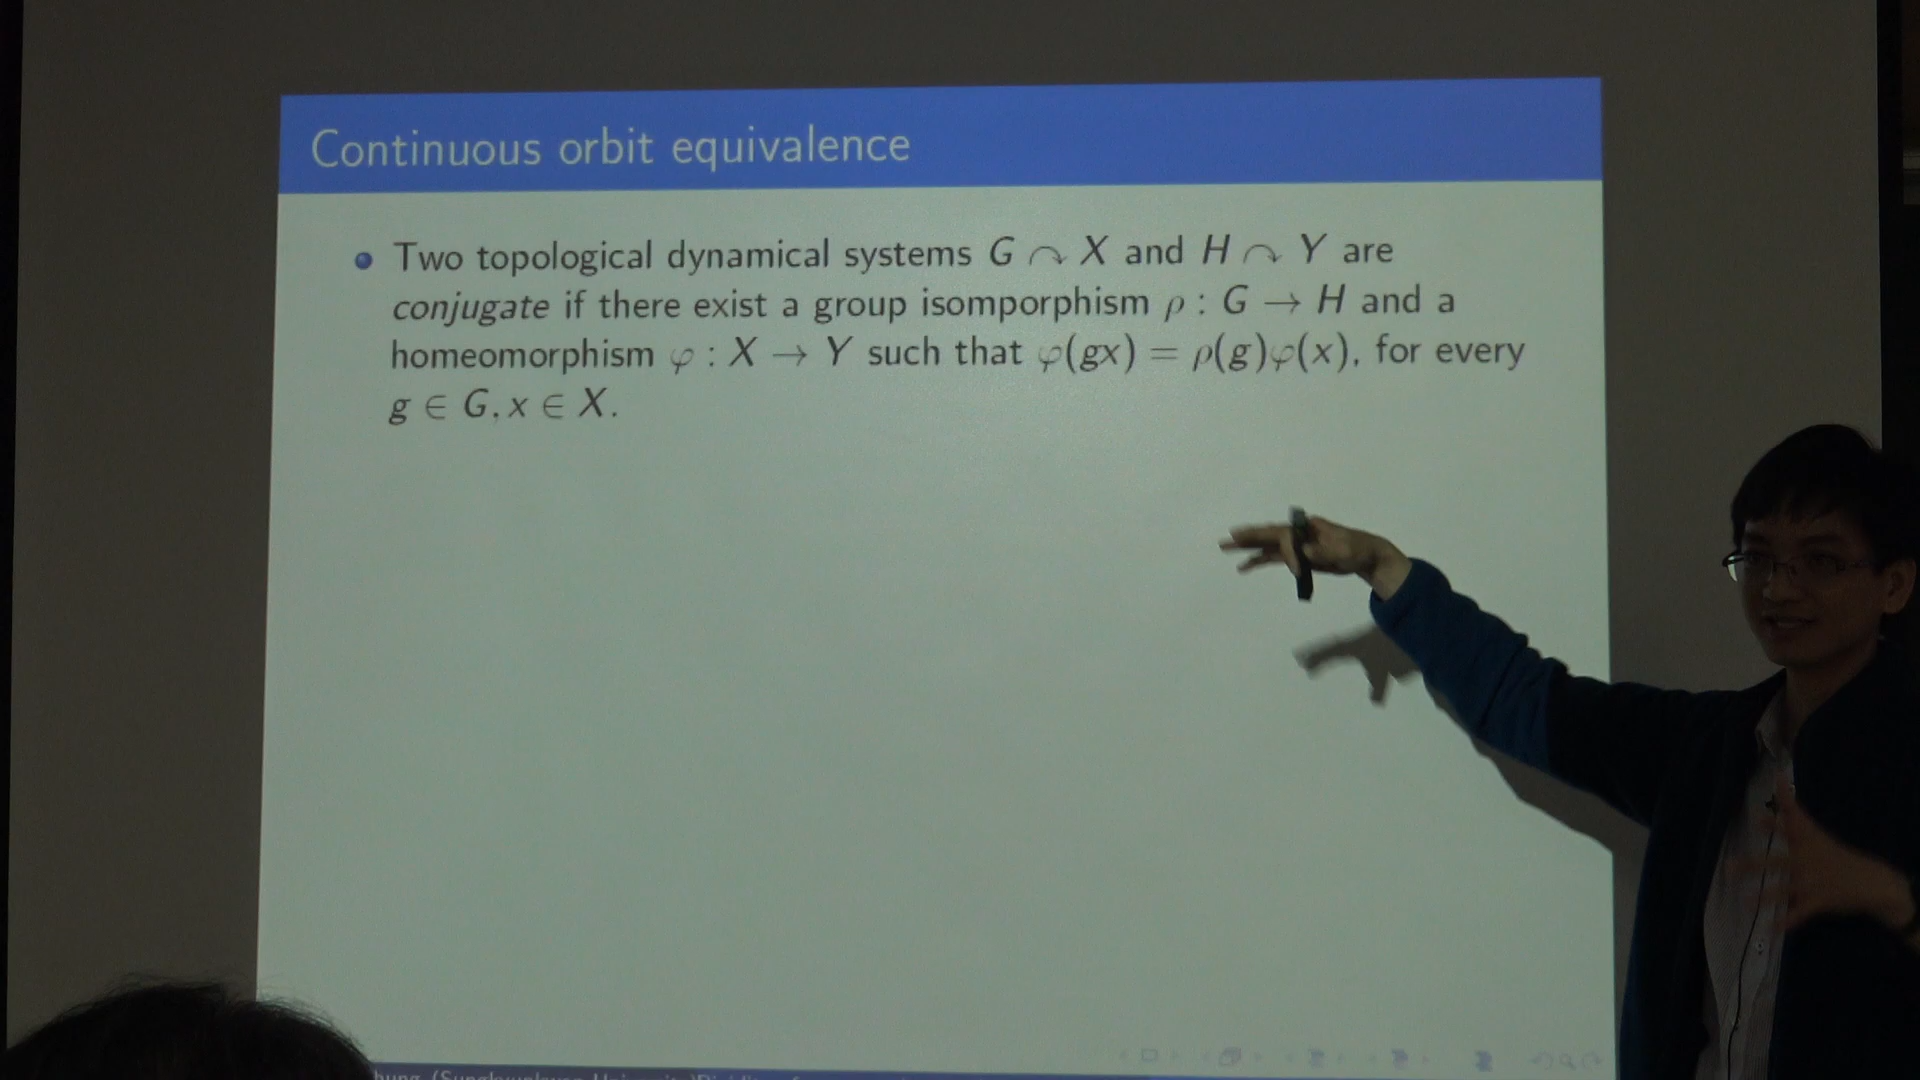 Continuous orbit equivalence
Two topological dynamical systems G ↷ X and H ↷ Y are
conjugate if there exist a group isomporphism ρ : G → H and a
homeomorphism φ : X → Y such that φ(gx) = ρ(g)φ(x), for every
g ∈ G, x ∈ X.